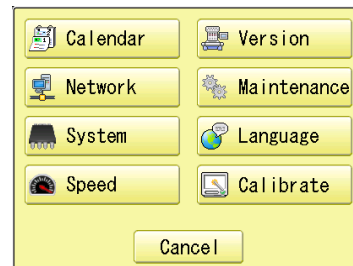 Calendar
Version
Network
Maintenance
System
Language
Speed
Calibrate
Cancel